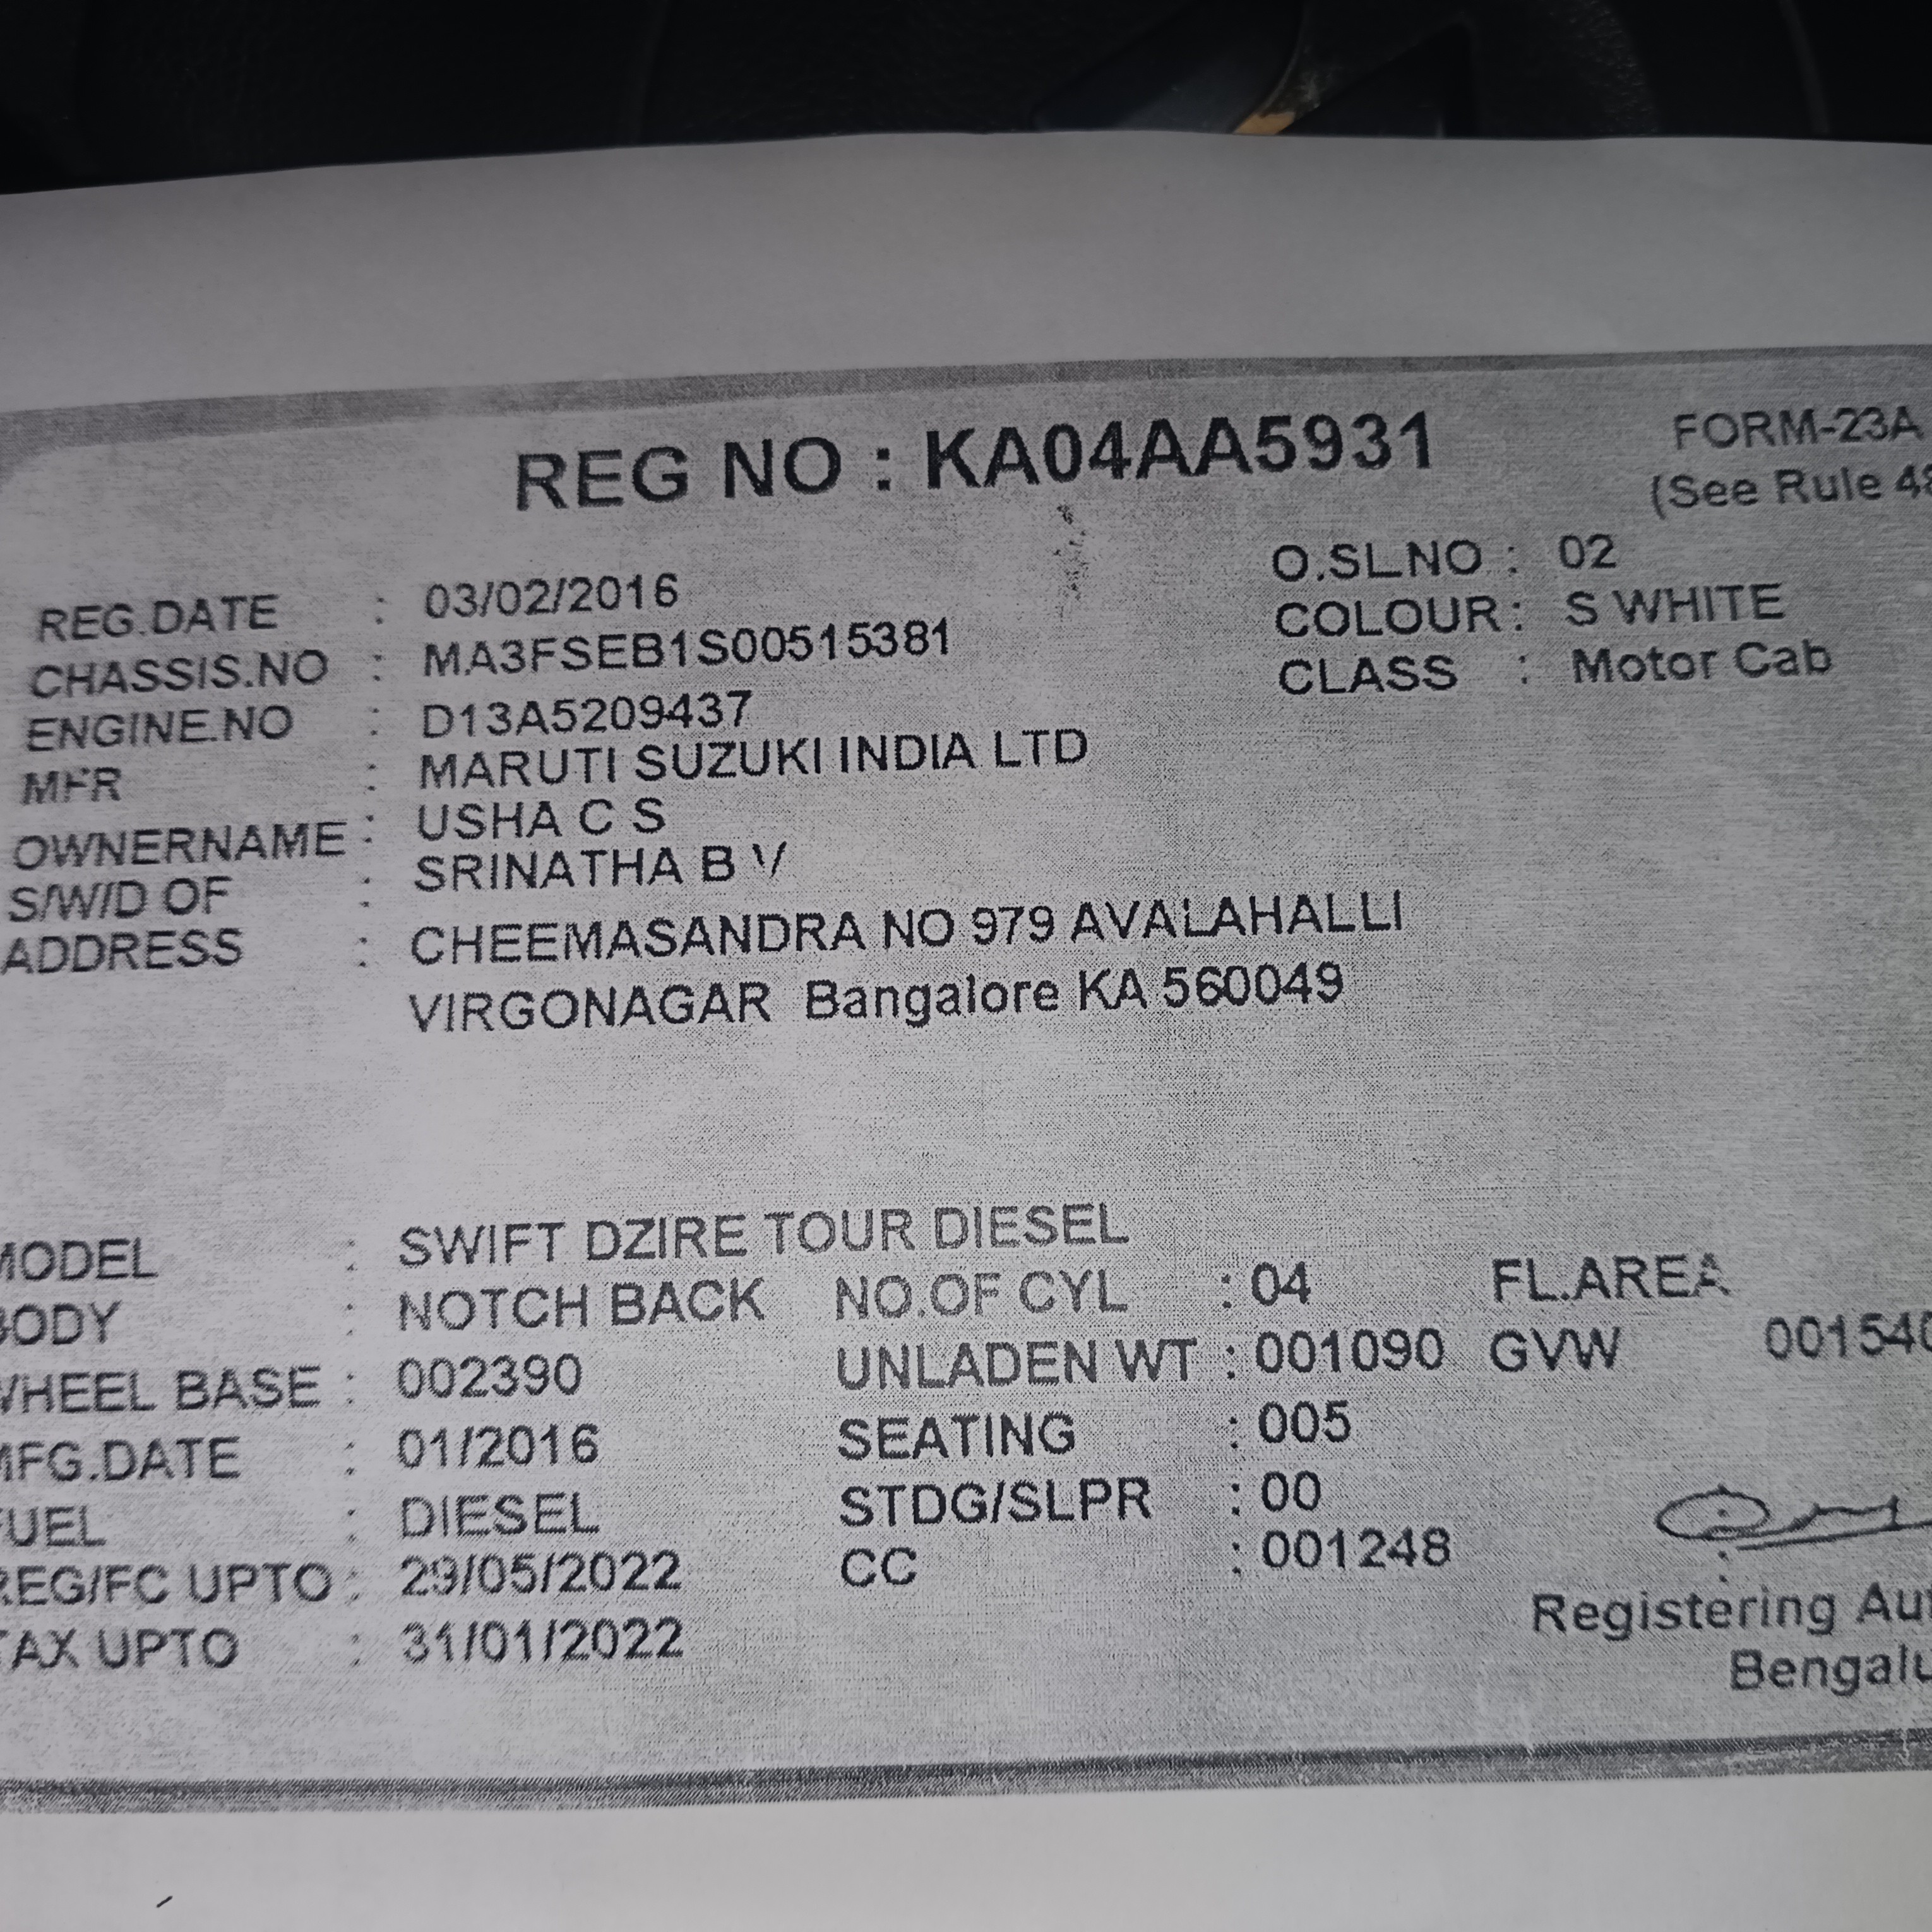 REG NO : KA04AA5931
FORM-23A
(See Rule 48
REG.DATE : 03/02/2016
O.SLNO : 02
CHASSIS.NO : MA3FSEB1S00515381
COLOUR : S WHITE
ENGINE.NO : D13A5209437
CLASS : Motor Cab
MFR : MARUTI SUZUKI INDIA LTD
OWNERNAME : USHA C S
S/W/D OF : SRINATHA B V
ADDRESS : CHEEMASANDRA NO 979 AVALAHALLI
VIRGONAGAR Bangalore KA 560049
MODEL : SWIFT DZIRE TOUR DIESEL
BODY : NOTCH BACK NO.OF CYL : 04 FL.AREA
WHEEL BASE : 002390 UNLADEN WT : 001090 GVW 001540
MFG.DATE : 01/2016 SEATING : 005
FUEL : DIESEL STDG/SLPR : 00
REG/FC UPTO : 29/05/2022 CC : 001248
TAX UPTO : 31/01/2022
Registering Au
Bengalu